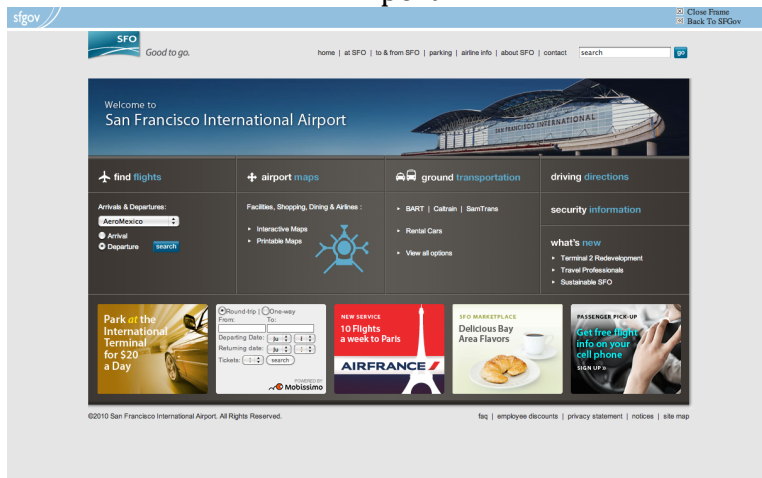 sfgov
Close Frame
Back To SFGov
SFO
Good to go.
home | at SFO | to & from SFO | parking | airline info | about SFO | contact
search
go
Welcome to
San Francisco International Airport
SAN FRANCISCO INTERNATIONAL
find flights
airport maps
ground transportation
driving directions
Arrivals & Departures:
AeroMexico
Arrival
Departure
search
Facilities, Shopping, Dining & Airlines :
Interactive Maps
Printable Maps
BART | Caltrain | SamTrans
Rental Cars
View all options
security information
what's new
Terminal 2 Redevelopment
Travel Professionals
Sustainable SFO
Park at the
International
Terminal
for $20
a Day
Round-trip | One-way
From: To:
Departing Date: Ju
Returning date: Ju
Tickets: search
POWERED BY
Mobissimo
NEW SERVICE
10 Flights
a week to Paris
AIRFRANCE
SFO MARKETPLACE
Delicious Bay
Area Flavors
PASSENGER PICK-UP
Get free flight
info on your
cell phone
SIGN UP »
©2010 San Francisco International Airport. All Rights Reserved.
faq | employee discounts | privacy statement | notices | site map